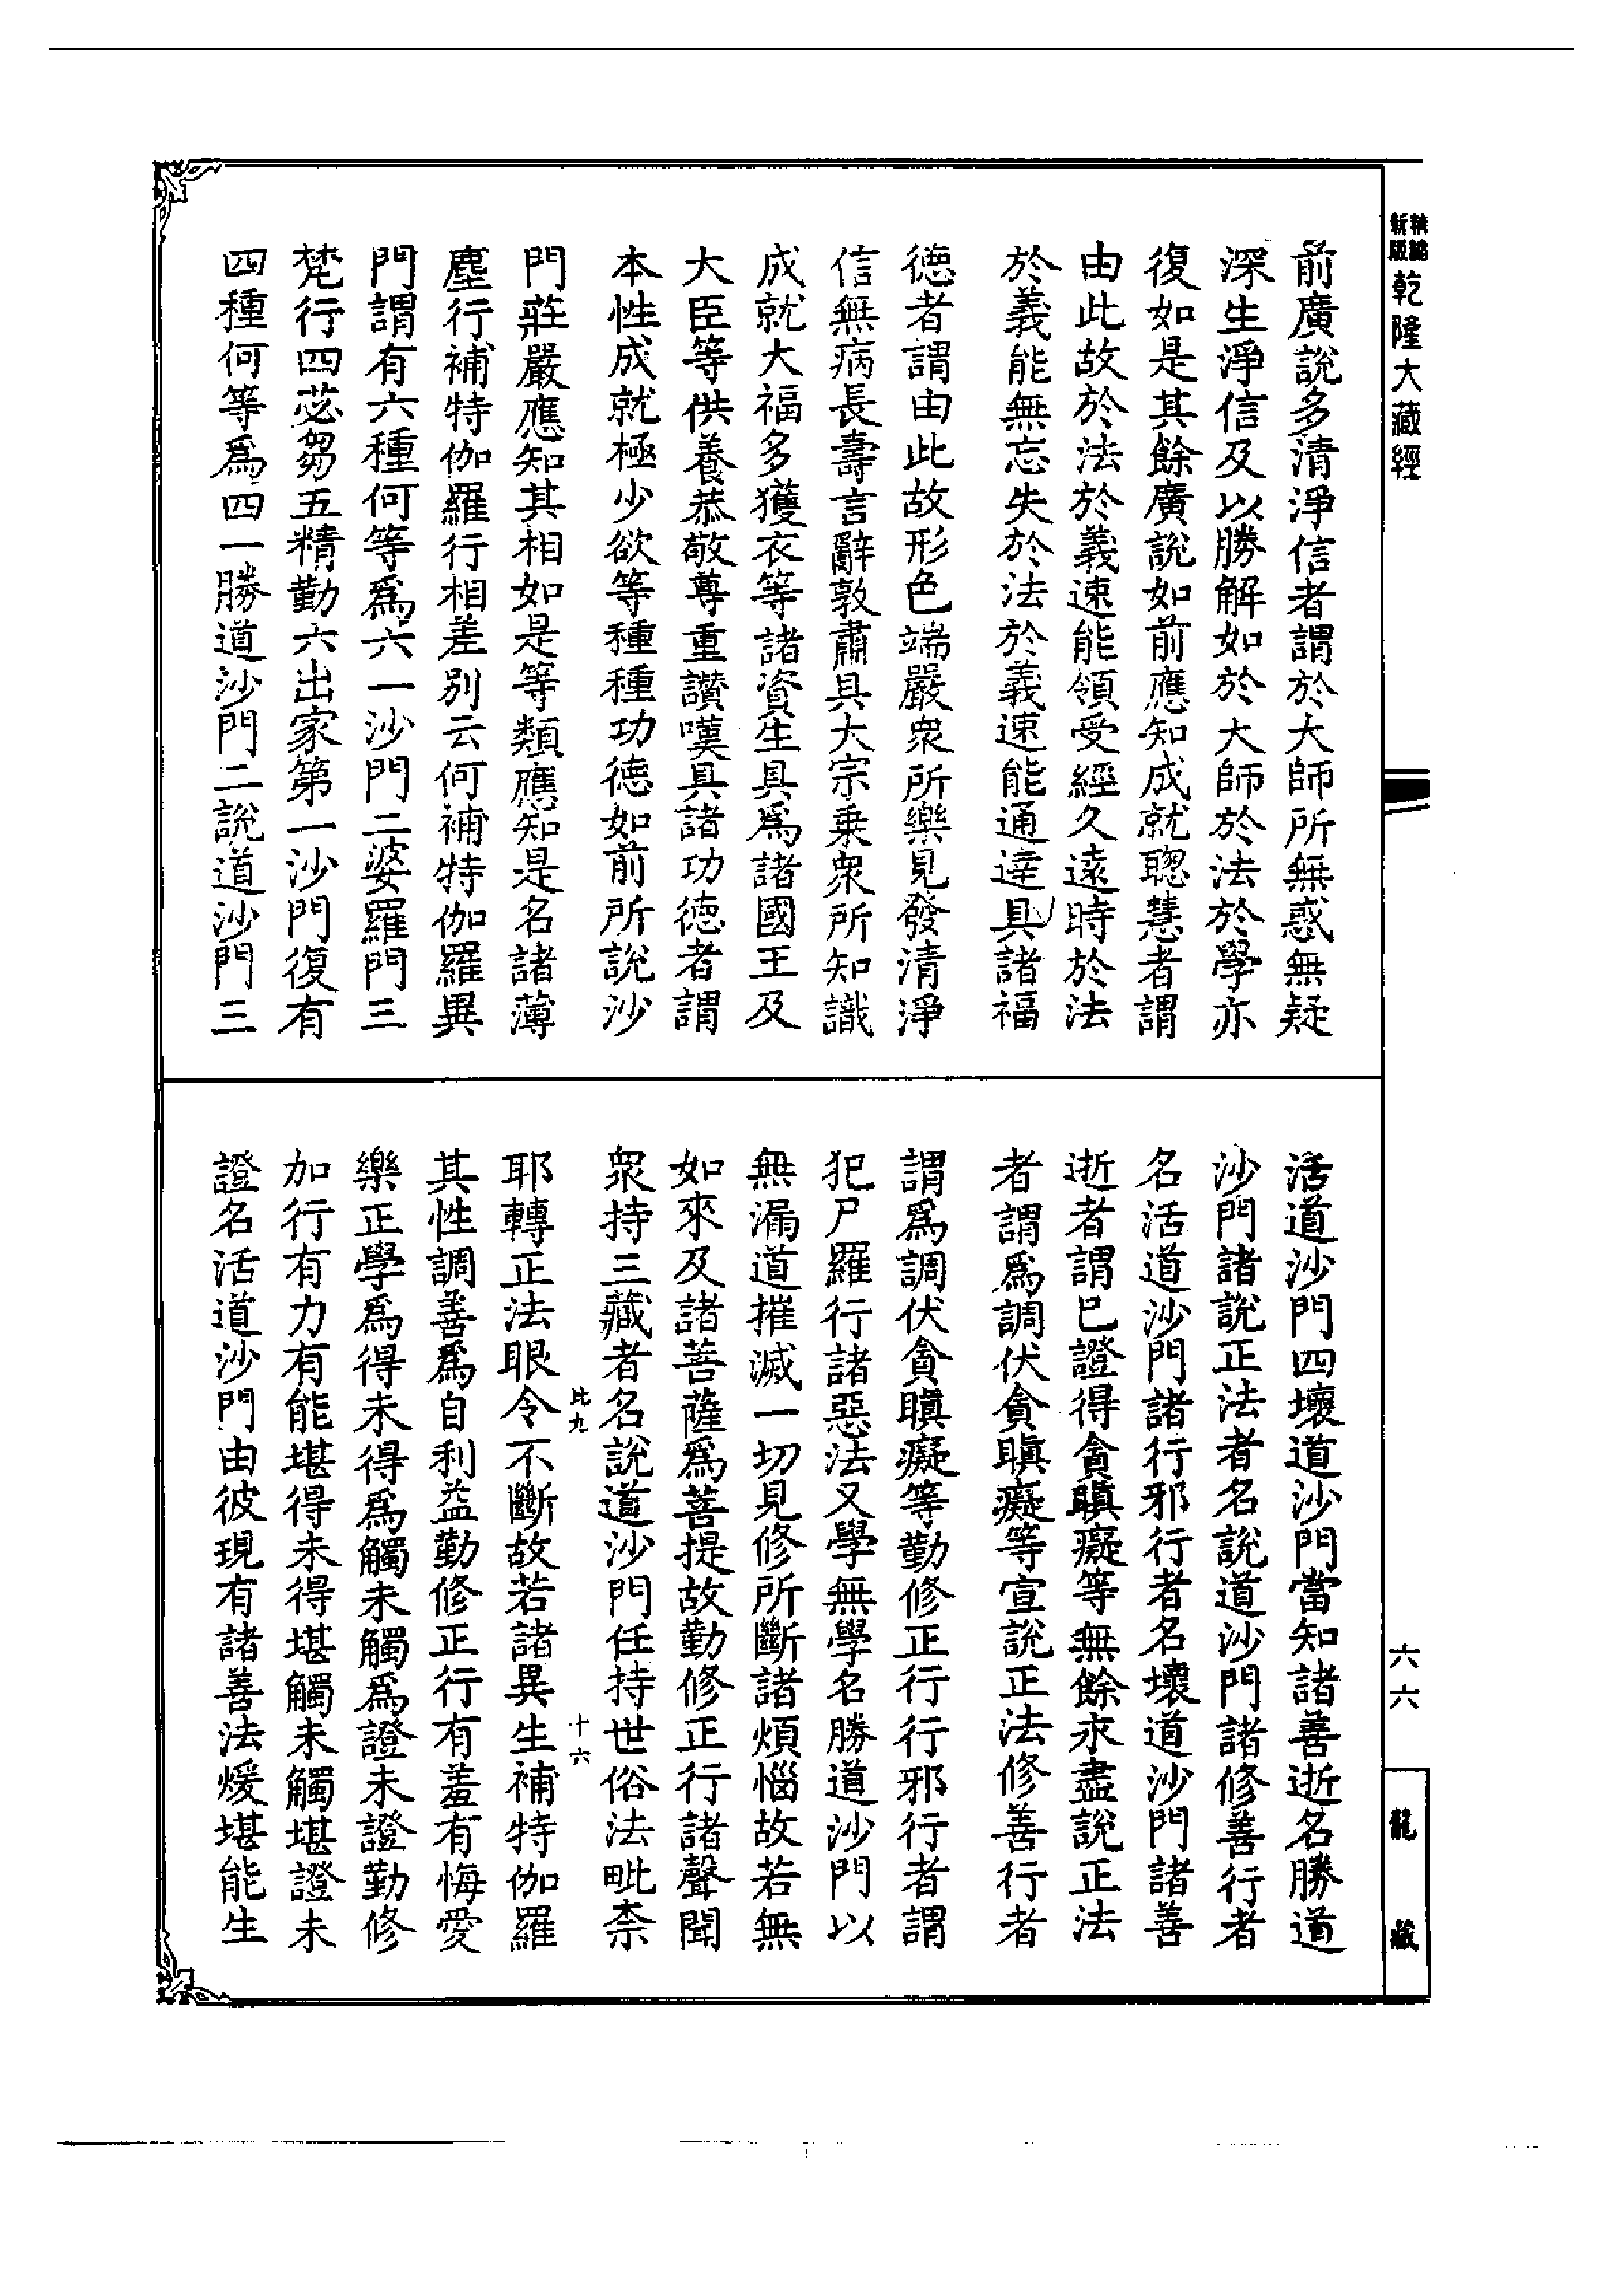 精縮新版乾隆大藏經
前廣說多清淨信者謂於大師所無惑無疑
深生淨信及以勝解如於大師於法於學亦
復如是其餘廣說如前應知成就聰慧者謂
由此故於法於義速能領受經久遠時於法
於義能無忘失於法於義速能通達具諸福
德者謂由此故形色端嚴衆所樂見發清淨
信無病長壽言辭敦肅具大宗乗衆所知識
成就大福多獲衣等諸資生具爲諸國王及
大臣等供養恭敬尊重讃嘆具諸功德者謂
本性成就極少欲等種種功德如前所說沙
門莊嚴應知其相如是等類應知是名諸薄
塵行補特伽羅行相差別云何補特伽羅異
門謂有六種何等爲六一沙門二婆羅門三
梵行四苾芻五精勤六出家第一沙門復有
四種何等爲四一勝道沙門二說道沙門三
活道沙門四壞道沙門當知諸善逝名勝道
沙門諸說正法者名說道沙門諸修善行者
名活道沙門諸行邪行者名壞道沙門諸善
逝者謂巳證得貪瞋癡等無餘永盡說正法
者謂爲調伏貪瞋癡等宣說正法修善行者
謂爲調伏貪瞋癡等勤修正行行邪行者謂
犯尸羅行諸惡法又學無學名勝道沙門以
無漏道摧滅一切見修所斷諸煩惱故若無
如來及諸菩薩爲菩提故勤修正行諸聲聞
衆持三藏者名說道沙門任持世俗法毗柰
比九
十六
耶轉正法眼令不斷故若諸異生補特伽羅
其性調善爲自利益勤修正行有羞有悔愛
樂正學爲得未得爲觸未觸爲證未證勤修
加行有力有能堪得未得堪觸未觸堪證未
證名活道沙門由彼現有諸善法煖堪能生
六六
龍藏